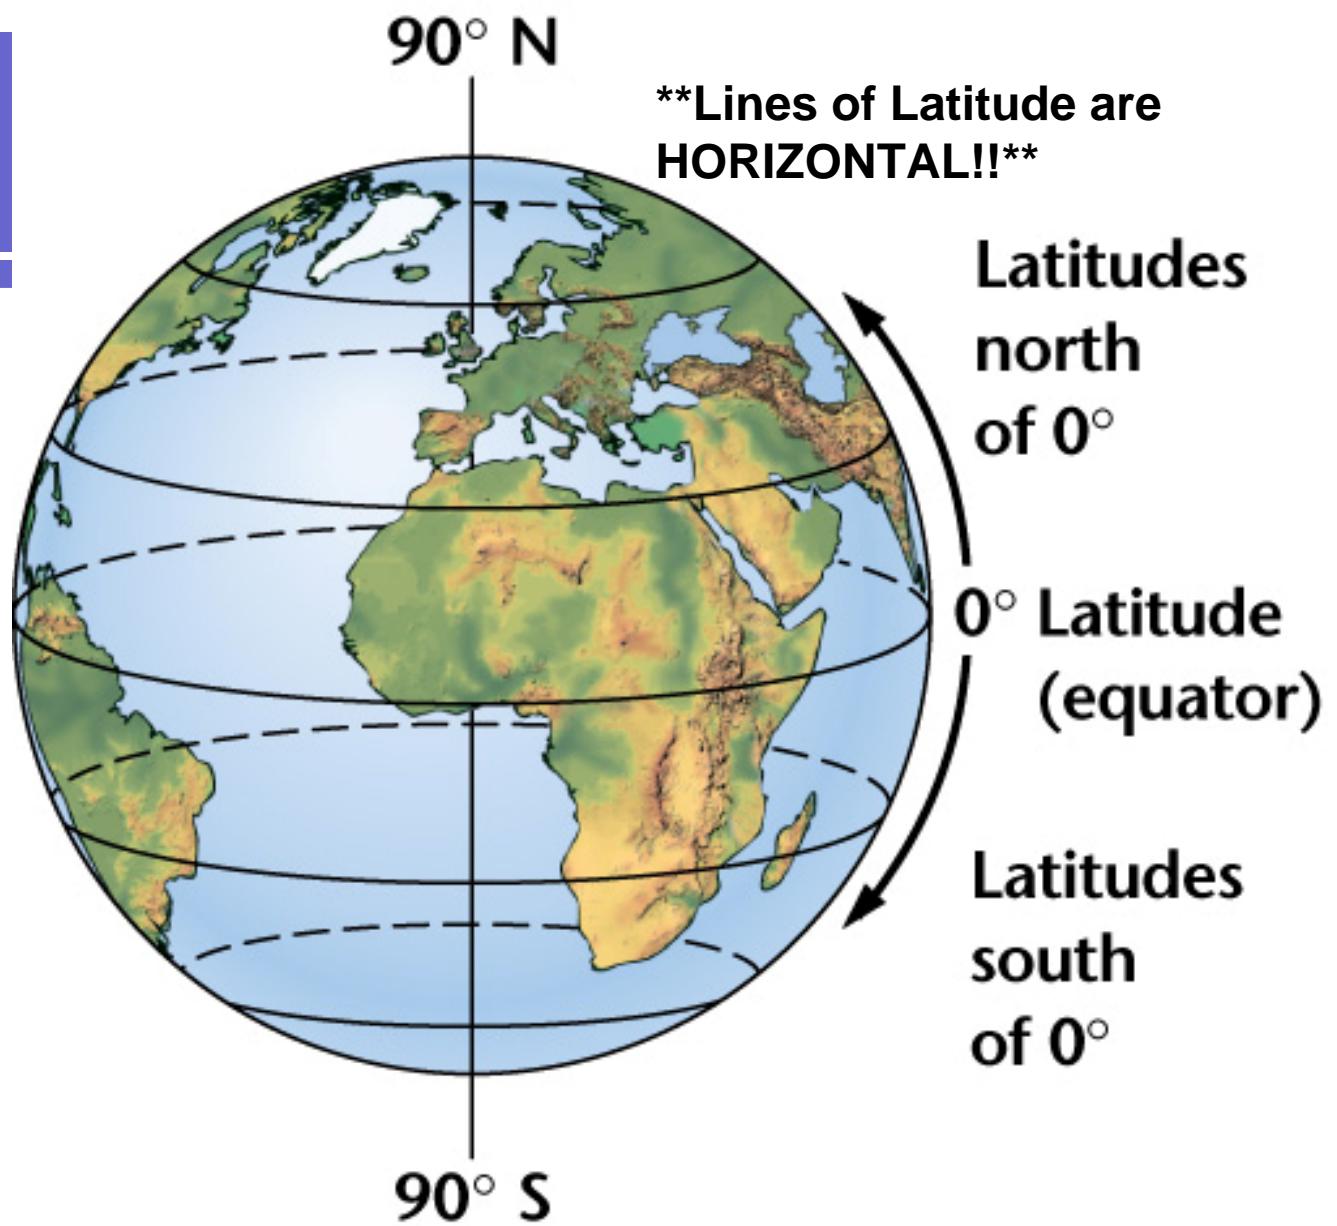 90° N
**Lines of Latitude are
HORIZONTAL!!**
Latitudes
north
of 0°
0° Latitude
(equator)
Latitudes
south
of 0°
90° S